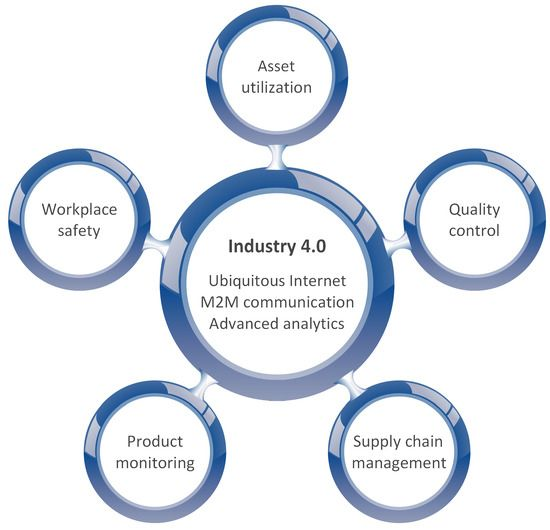 Asset
utilization
Workplace
safety
Quality
control
Industry 4.0
Ubiquitous Internet
M2M communication
Advanced analytics
Product
monitoring
Supply chain
management